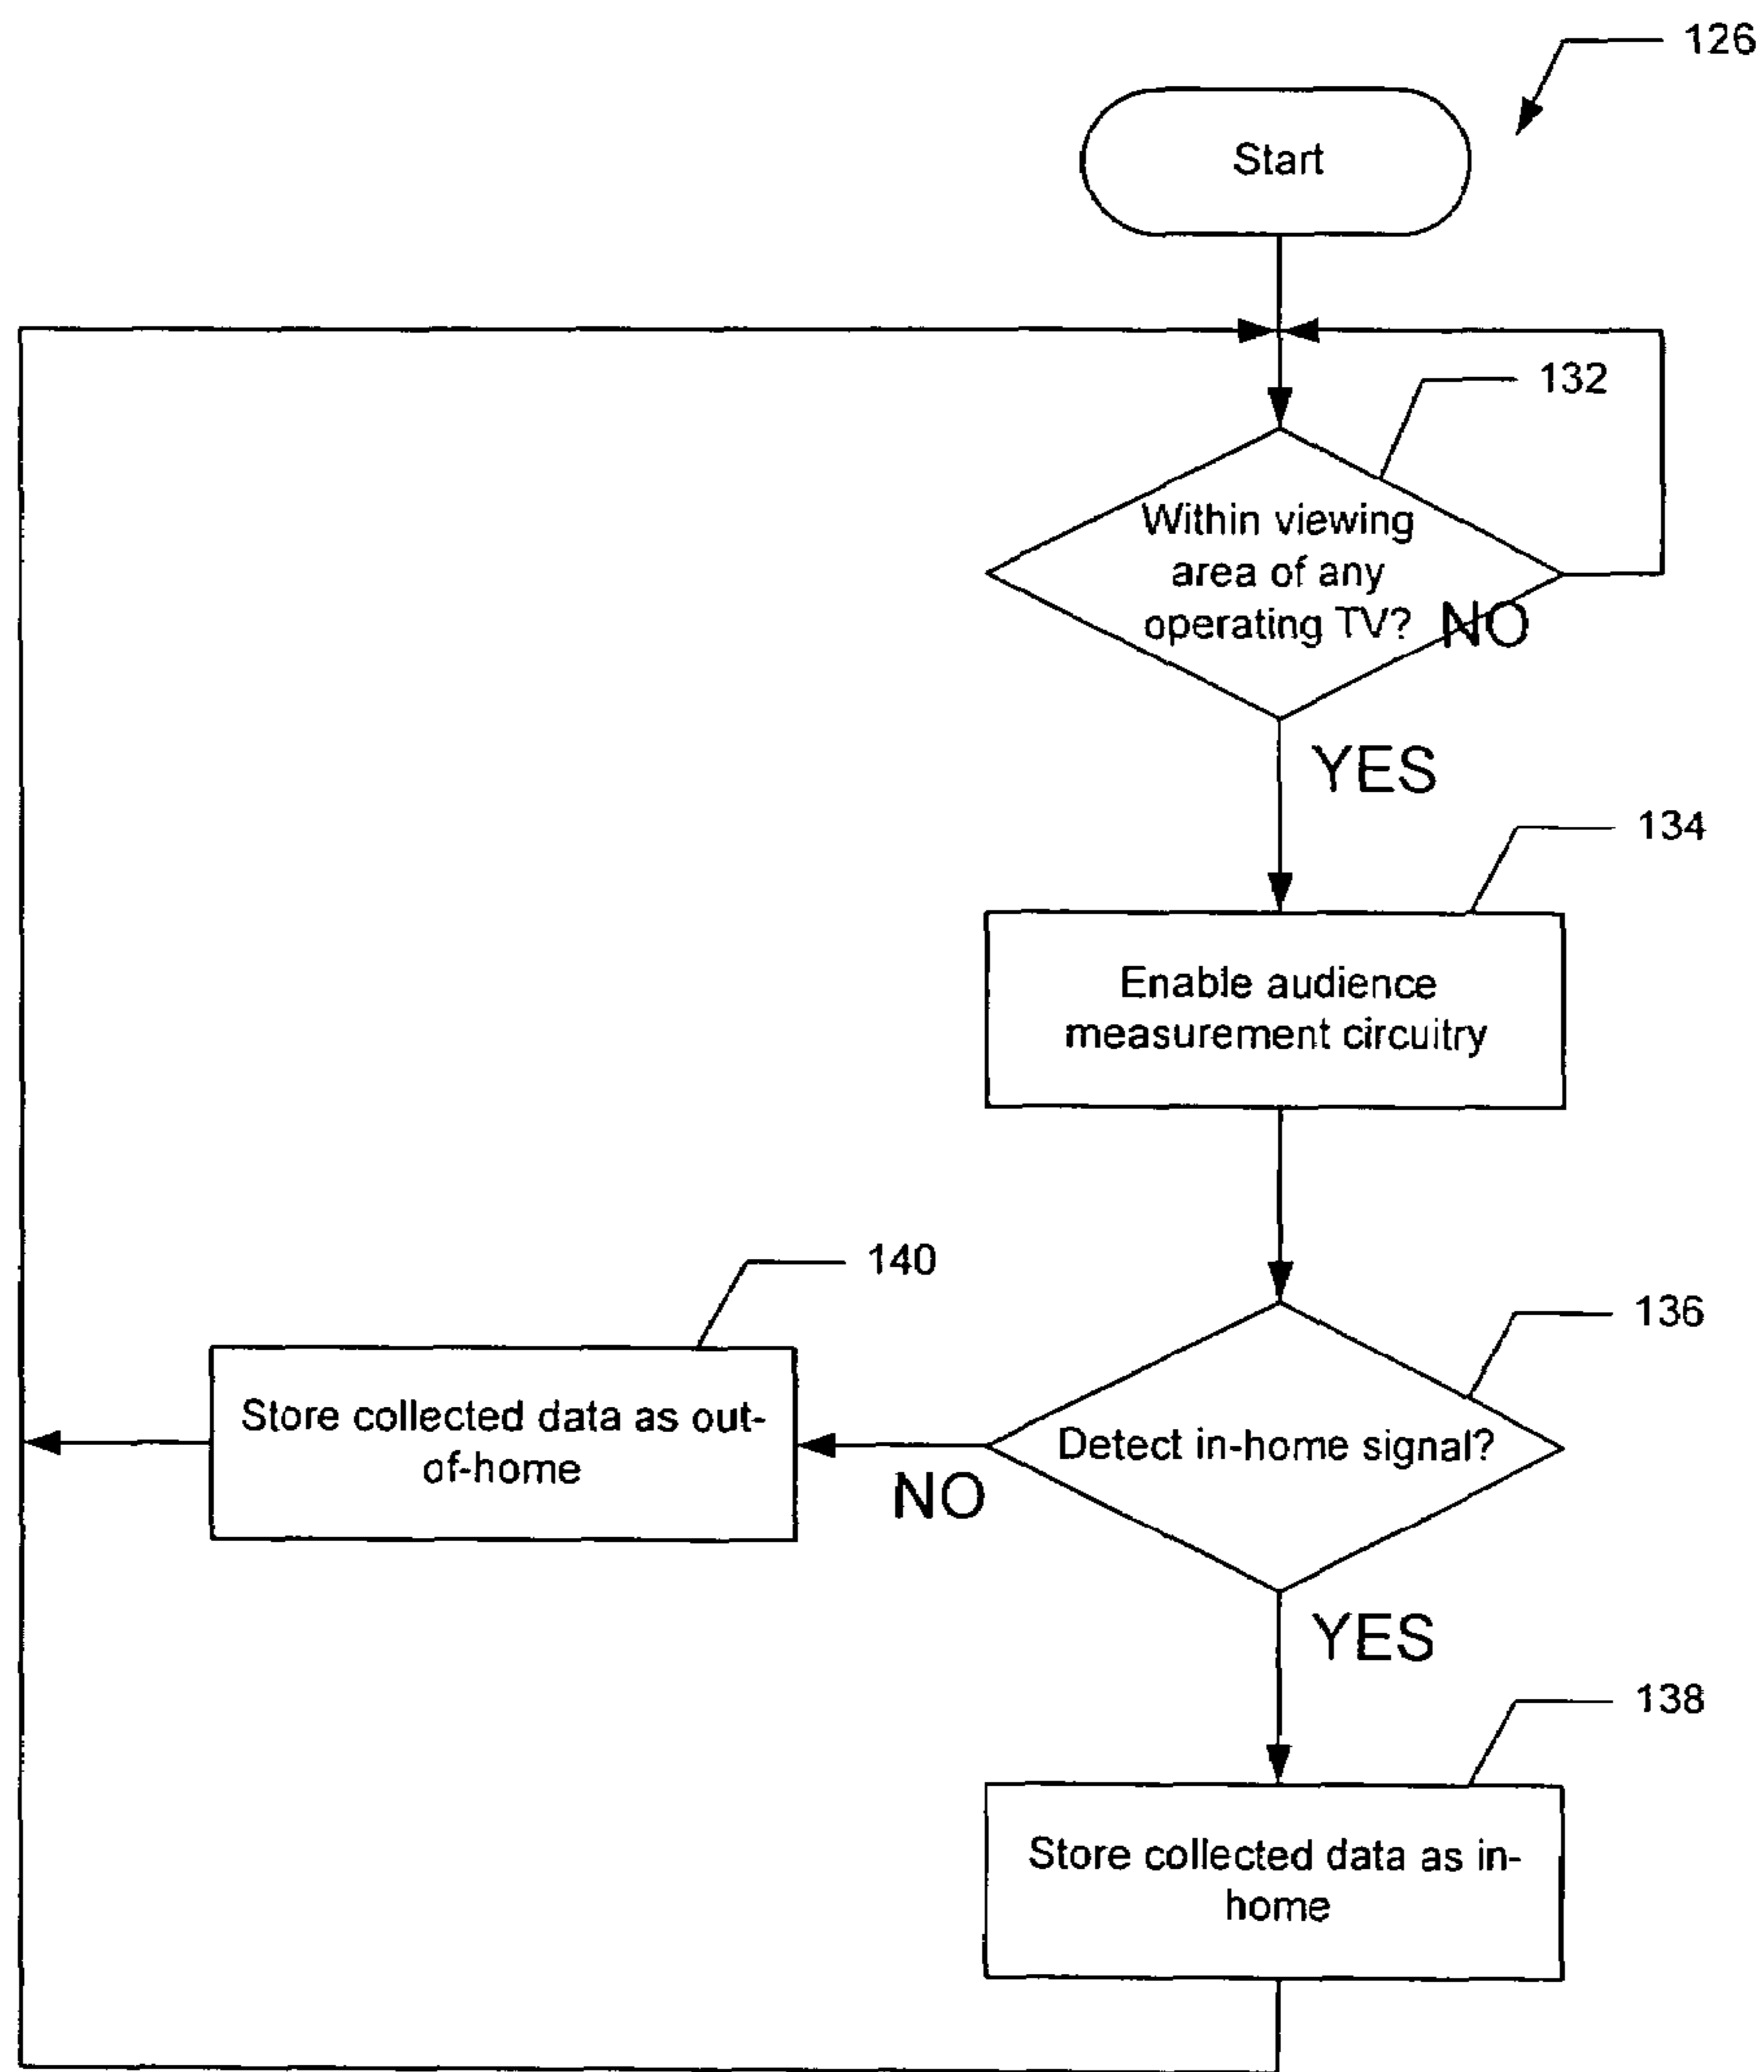 126
Start
132
Within viewing
area of any
operating TV?
NO
YES
134
Enable audience
measurement circuitry
140
136
Store collected data as out-
of-home
Detect in-home signal?
NO
YES
138
Store collected data as in-
home